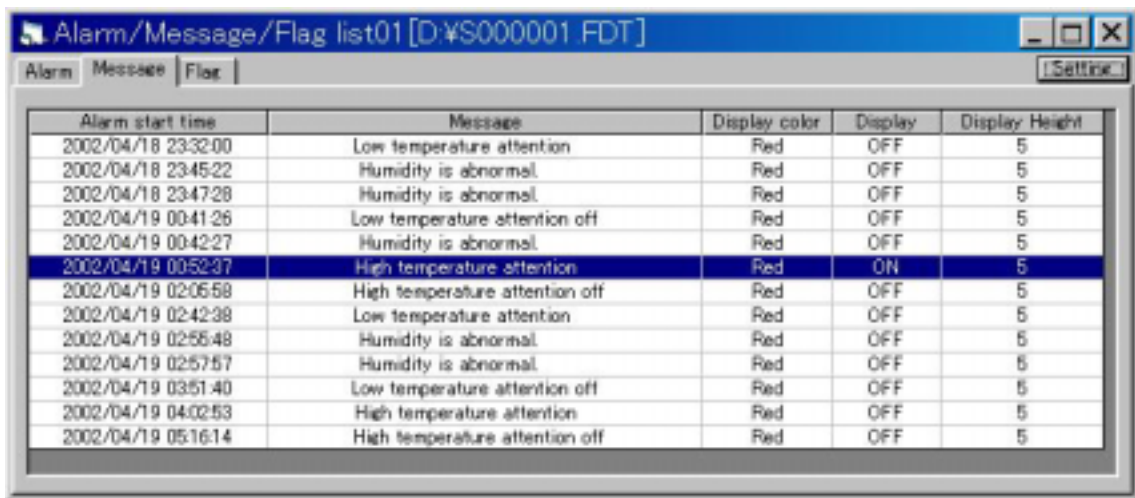 Alarm/Message/Flag list01 [D:¥S000001.FDT]
Alarm Message Flag Setting
Alarm start time Message Display color Display Display Height
2002/04/18 23:32:00 Low temperature attention Red OFF 5
2002/04/18 23:45:22 Humidity is abnormal. Red OFF 5
2002/04/18 23:47:28 Humidity is abnormal. Red OFF 5
2002/04/19 00:41:26 Low temperature attention off Red OFF 5
2002/04/19 00:42:27 Humidity is abnormal. Red OFF 5
2002/04/19 00:52:37 High temperature attention Red ON 5
2002/04/19 02:05:58 High temperature attention off Red OFF 5
2002/04/19 02:42:38 Low temperature attention Red OFF 5
2002/04/19 02:55:48 Humidity is abnormal. Red OFF 5
2002/04/19 02:57:57 Humidity is abnormal. Red OFF 5
2002/04/19 03:51:40 Low temperature attention off Red OFF 5
2002/04/19 04:02:53 High temperature attention Red OFF 5
2002/04/19 05:16:14 High temperature attention off Red OFF 5